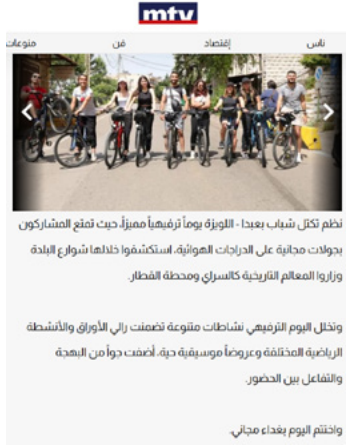 mtv
ناس إقتصاد فن منوعات
نظم تكتل شباب بعبدا - اللويزة يوماً ترفيهياً مميزاً، حيث تمتع المشاركون
بجولات مجانية على الدراجات الهوائية، استكشفوا خلالها شوارع البلدة
وزاروا المعالم التاريخية كالسراي ومحطة القطار.
وتخلل اليوم الترفيهي نشاطات متنوعة تضمنت رالي الأوراق والأنشطة
الرياضية المختلفة وعروضاً موسيقية حية، أضفت جواً من البهجة
والتفاعل بين الحضور.
واختتم اليوم بغداء مجاني.